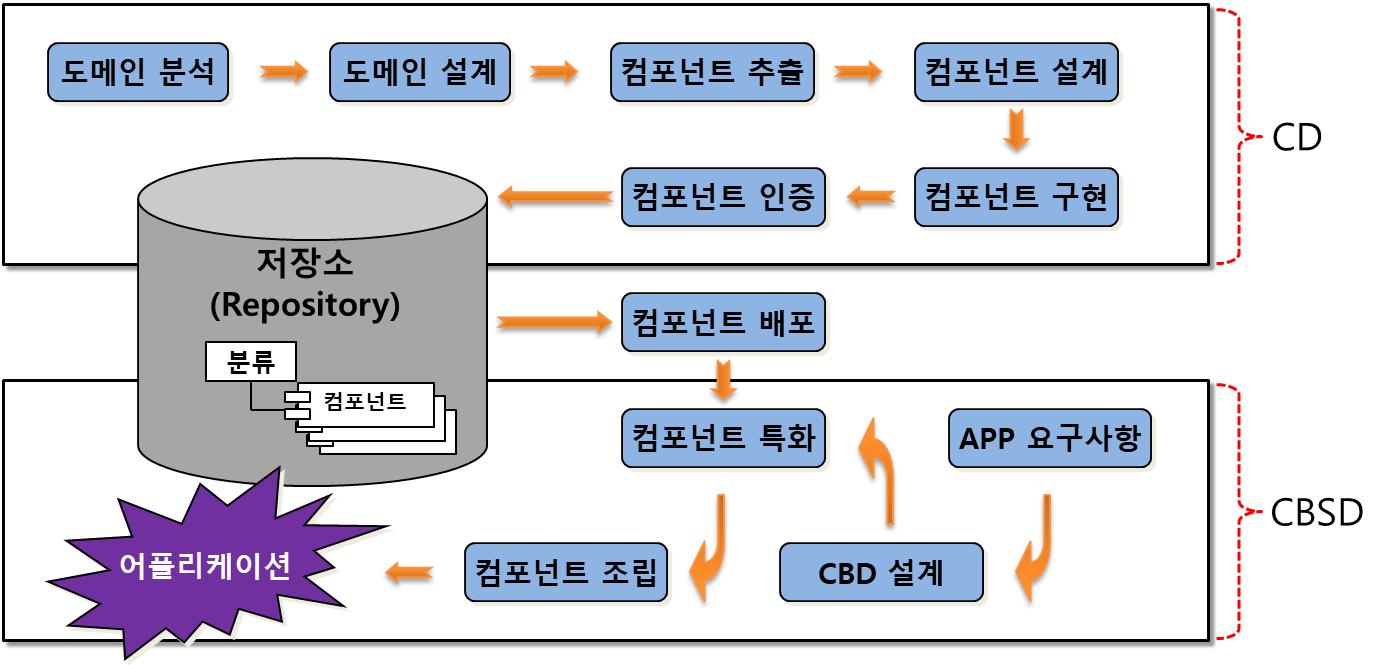 도메인 분석
도메인 설계
컴포넌트 추출
컴포넌트 설계
CD
컴포넌트 인증
컴포넌트 구현
저장소
(Repository)
컴포넌트 배포
분류
컴포넌트
컴포넌트 특화
APP 요구사항
CBSD
어플리케이션
컴포넌트 조립
CBD 설계